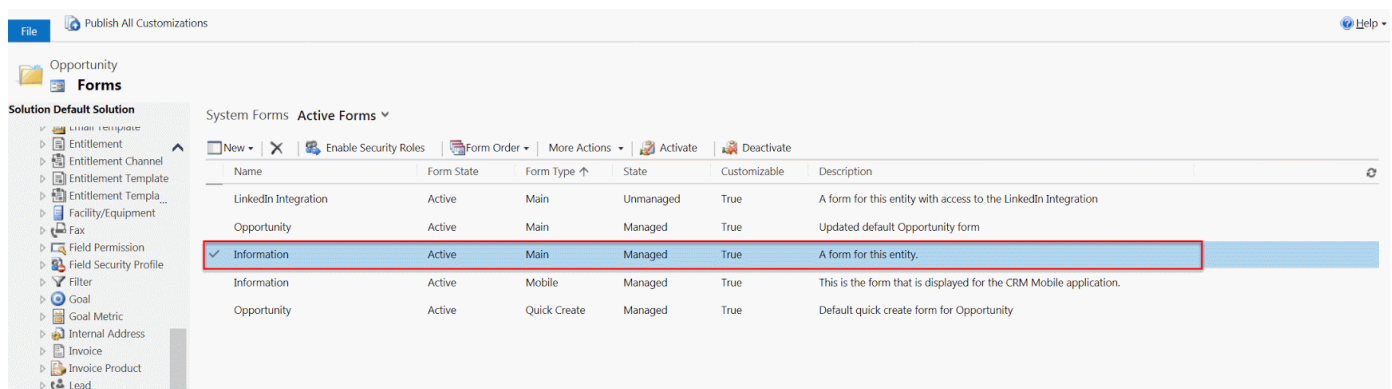 File
Publish All Customizations
Help
Opportunity
Forms
Solution Default Solution
Email Template
Entitlement
Entitlement Channel
Entitlement Template
Entitlement Templa...
Facility/Equipment
Fax
Field Permission
Field Security Profile
Filter
Goal
Goal Metric
Internal Address
Invoice
Invoice Product
Lead
System Forms Active Forms
New Enable Security Roles Form Order More Actions Activate Deactivate
Name Form State Form Type ↑ State Customizable Description
LinkedIn Integration Active Main Unmanaged True A form for this entity with access to the LinkedIn Integration
Opportunity Active Main Managed True Updated default Opportunity form
Information Active Main Managed True A form for this entity.
Information Active Mobile Managed True This is the form that is displayed for the CRM Mobile application.
Opportunity Active Quick Create Managed True Default quick create form for Opportunity